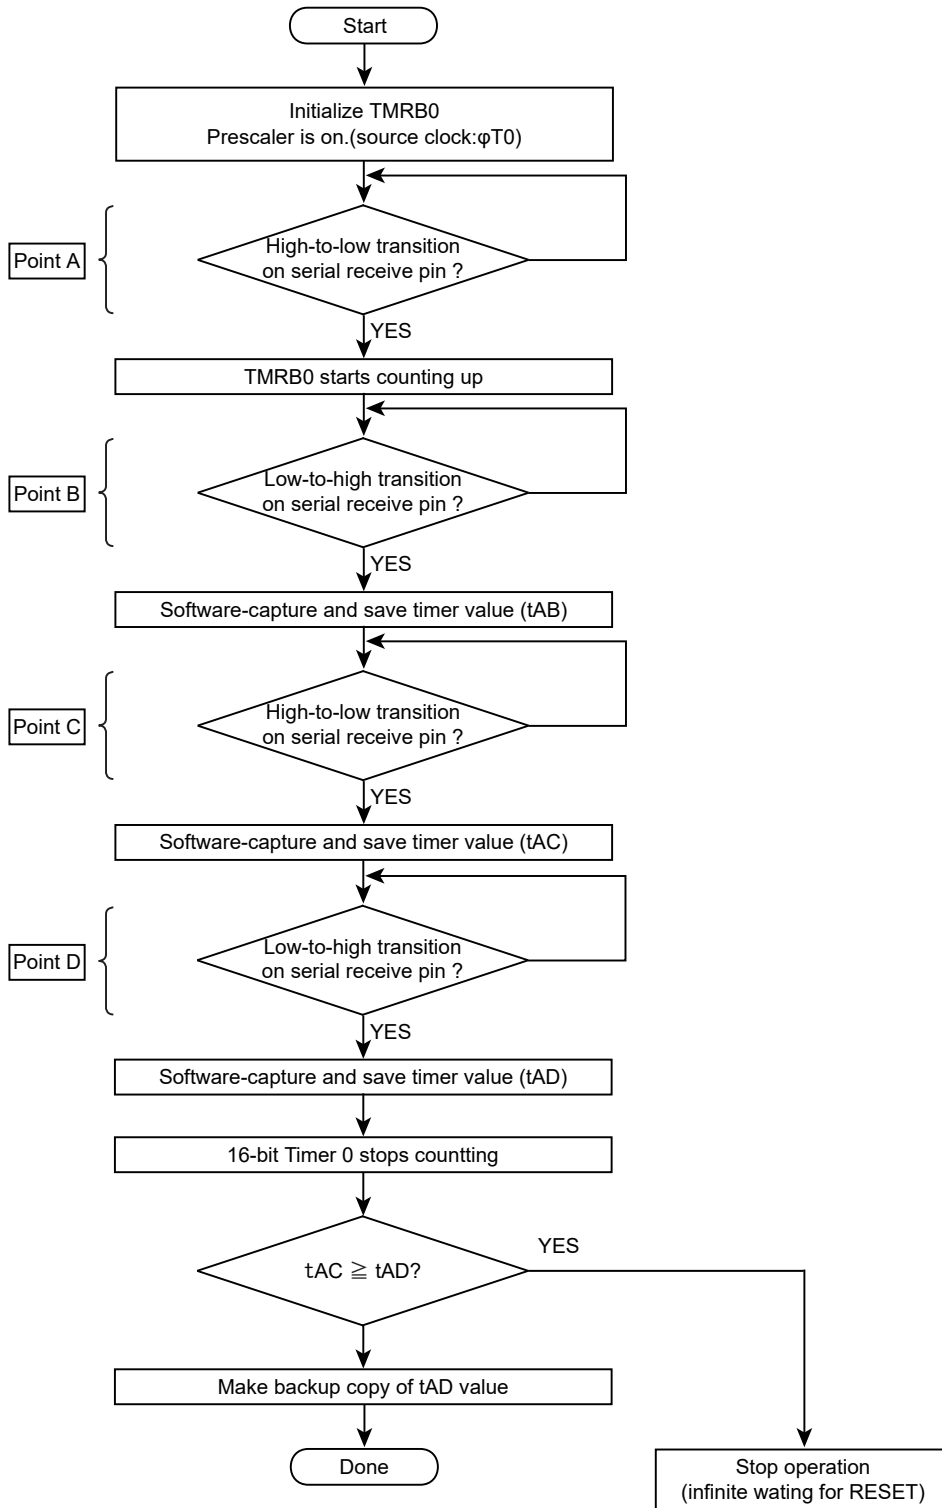 Start
Initialize TMRB0
Prescaler is on.(source clock:φT0)
Point A
High-to-low transition
on serial receive pin ?
YES
TMRB0 starts counting up
Point B
Low-to-high transition
on serial receive pin ?
YES
Software-capture and save timer value (tAB)
Point C
High-to-low transition
on serial receive pin ?
YES
Software-capture and save timer value (tAC)
Point D
Low-to-high transition
on serial receive pin ?
YES
Software-capture and save timer value (tAD)
16-bit Timer 0 stops countting
YES
tAC ≧ tAD?
Make backup copy of tAD value
Done
Stop operation
(infinite wating for RESET)